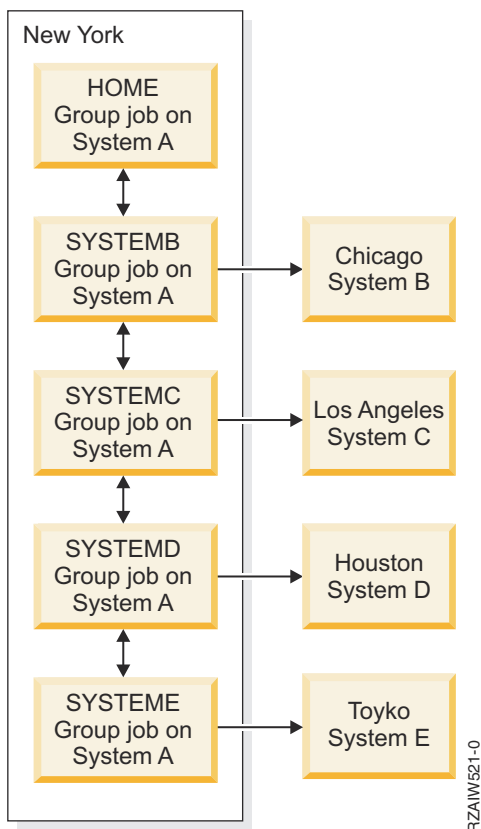 New York
HOME
Group job on
System A
SYSTEMB
Group job on
System A
Chicago
System B
SYSTEMC
Group job on
System A
Los Angeles
System C
SYSTEMD
Group job on
System A
Houston
System D
SYSTEME
Group job on
System A
Toyko
System E
RZAIW521-0